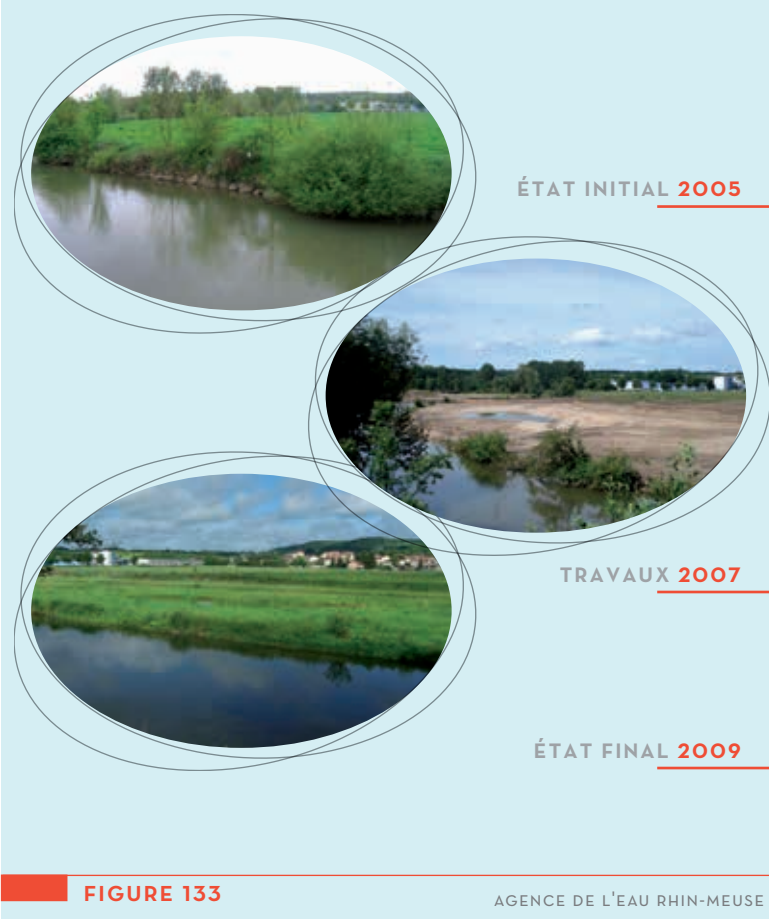 ÉTAT INITIAL 2005
TRAVAUX 2007
ÉTAT FINAL 2009
FIGURE 133
AGENCE DE L'EAU RHIN-MEUSE